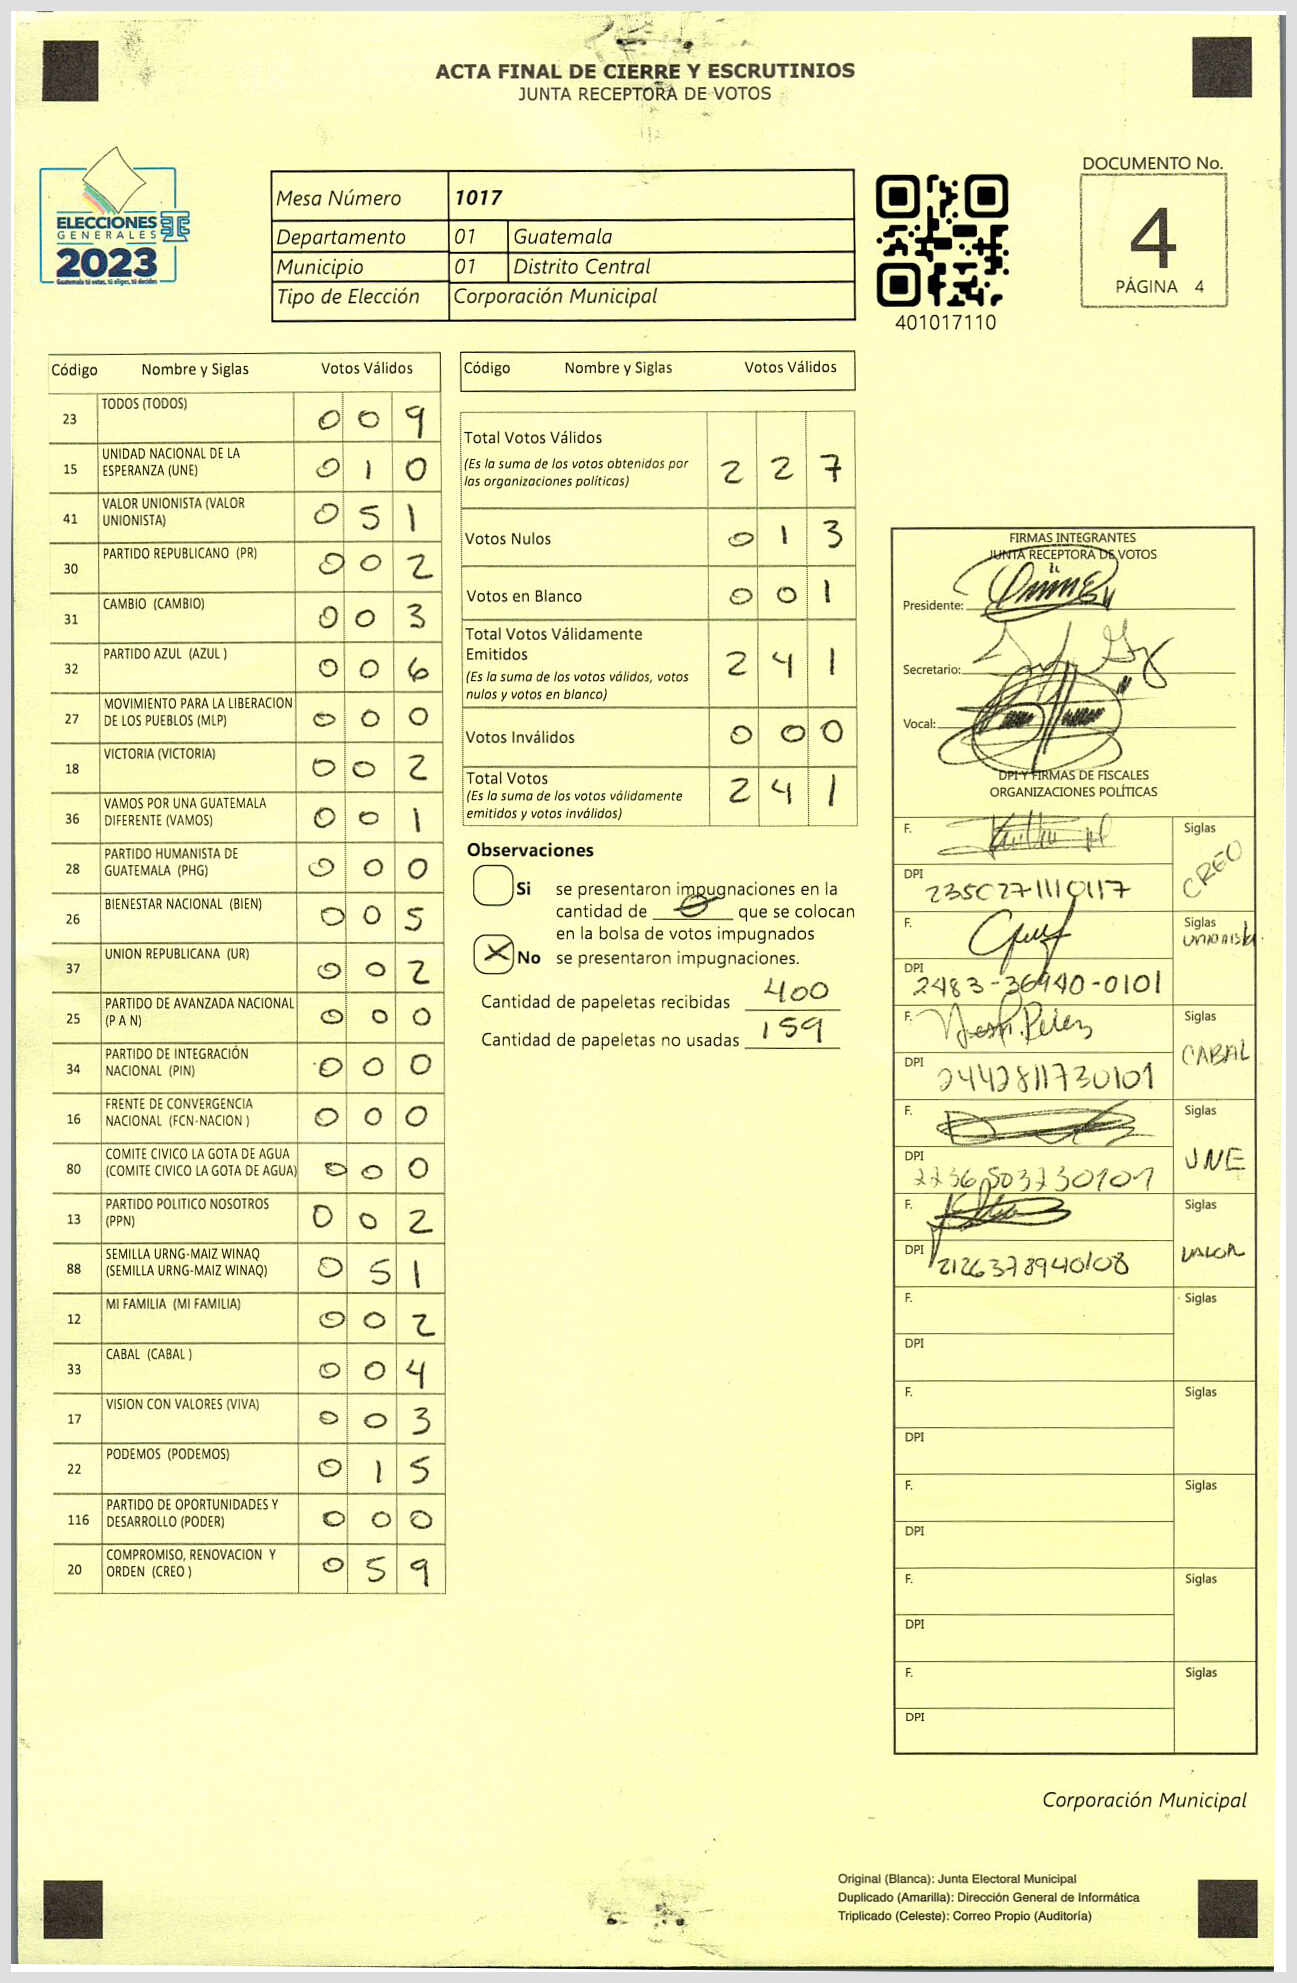 ACTA FINAL DE CIERRE Y ESCRUTINIOS
JUNTA RECEPTORA DE VOTOS
ELECCIONES
GENERALES
2023
Guatemala tú votas, tú eliges, tú decides
Mesa Número 1017
Departamento 01 Guatemala
Municipio 01 Distrito Central
Tipo de Elección Corporación Municipal
401017110
DOCUMENTO No.
4
PÁGINA 4
Código Nombre y Siglas Votos Válidos
23 TODOS (TODOS) 0 0 9
15 UNIDAD NACIONAL DE LA ESPERANZA (UNE) 0 1 0
41 VALOR UNIONISTA (VALOR UNIONISTA) 0 5 1
30 PARTIDO REPUBLICANO (PR) 0 0 2
31 CAMBIO (CAMBIO) 0 0 3
32 PARTIDO AZUL (AZUL ) 0 0 6
27 MOVIMIENTO PARA LA LIBERACION DE LOS PUEBLOS (MLP) 0 0 0
18 VICTORIA (VICTORIA) 0 0 2
36 VAMOS POR UNA GUATEMALA DIFERENTE (VAMOS) 0 0 1
28 PARTIDO HUMANISTA DE GUATEMALA (PHG) 0 0 0
26 BIENESTAR NACIONAL (BIEN) 0 0 5
37 UNION REPUBLICANA (UR) 0 0 2
25 PARTIDO DE AVANZADA NACIONAL (P A N) 0 0 0
34 PARTIDO DE INTEGRACIÓN NACIONAL (PIN) 0 0 0
16 FRENTE DE CONVERGENCIA NACIONAL (FCN-NACION ) 0 0 0
80 COMITE CIVICO LA GOTA DE AGUA (COMITE CIVICO LA GOTA DE AGUA) 0 0 0
13 PARTIDO POLITICO NOSOTROS (PPN) 0 0 2
88 SEMILLA URNG-MAIZ WINAQ (SEMILLA URNG-MAIZ WINAQ) 0 5 1
12 MI FAMILIA (MI FAMILIA) 0 0 2
33 CABAL (CABAL ) 0 0 4
17 VISION CON VALORES (VIVA) 0 0 3
22 PODEMOS (PODEMOS) 0 1 5
116 PARTIDO DE OPORTUNIDADES Y DESARROLLO (PODER) 0 0 0
20 COMPROMISO, RENOVACION Y ORDEN (CREO ) 0 5 9
Código Nombre y Siglas Votos Válidos
Total Votos Válidos
(Es la suma de los votos obtenidos por
las organizaciones políticas) 2 2 7
Votos Nulos 0 1 3
Votos en Blanco 0 0 1
Total Votos Válidamente
Emitidos
(Es la suma de los votos válidos, votos
nulos y votos en blanco) 2 4 1
Votos Inválidos 0 0 0
Total Votos
(Es la suma de los votos válidamente
emitidos y votos inválidos) 2 4 1
Observaciones
Si se presentaron impugnaciones en la
cantidad de 0 que se colocan
en la bolsa de votos impugnados
X No se presentaron impugnaciones.
Cantidad de papeletas recibidas 400
Cantidad de papeletas no usadas 159
FIRMAS INTEGRANTES
JUNTA RECEPTORA DE VOTOS
Presidente:
Secretario:
Vocal:
DPI Y FIRMAS DE FISCALES
ORGANIZACIONES POLÍTICAS
F. Siglas CREO
DPI 2350271110117
F. Siglas Unionista.
DPI 2483-36940-0101
F. Siglas CABAL
DPI 2442811730101
F. Siglas UNE
DPI
F. Siglas VALOR
DPI 2126378940108
F. Siglas
DPI
F. Siglas
DPI
F. Siglas
DPI
F. Siglas
DPI
F. Siglas
DPI
Corporación Municipal
Original (Blanca): Junta Electoral Municipal
Duplicado (Amarilla): Dirección General de Informática
Triplicado (Celeste): Correo Propio (Auditoría)